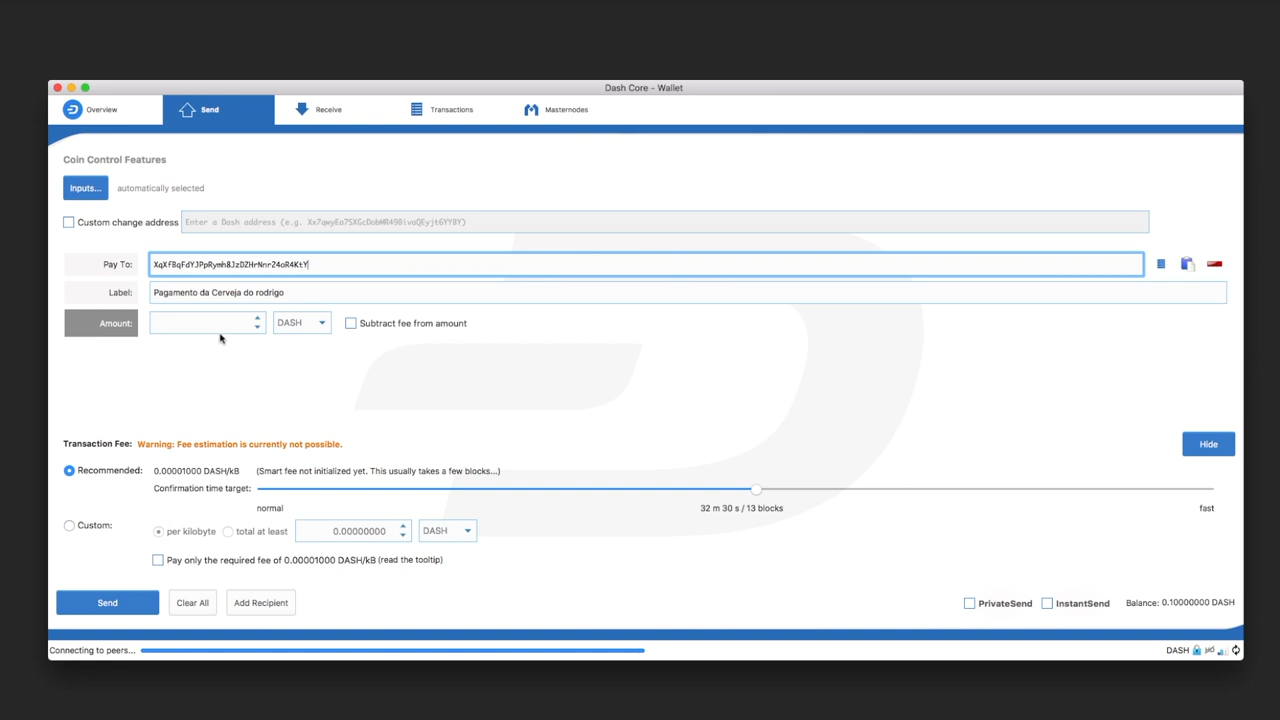 Dash Core - Wallet
Overview Send Receive Transactions Masternodes
Coin Control Features
Inputs... automatically selected
Custom change address Enter a Dash address (e.g. Xx7qwyEa7SXGcDobWR498ivaQEyjt6YY8Y)
Pay To: XqXfBqFdYJPpRymh8JzDZHrNnr24oR4KtY
Label: Pagamento da Cerveja do rodrigo
Amount: DASH Subtract fee from amount
Transaction Fee: Warning: Fee estimation is currently not possible. Hide
Recommended: 0.00001000 DASH/kB (Smart fee not initialized yet. This usually takes a few blocks...)
Confirmation time target:
normal 32 m 30 s / 13 blocks fast
Custom: per kilobyte total at least 0.00000000 DASH
Pay only the required fee of 0.00001000 DASH/kB (read the tooltip)
Send Clear All Add Recipient PrivateSend InstantSend Balance: 0.10000000 DASH
Connecting to peers... DASH